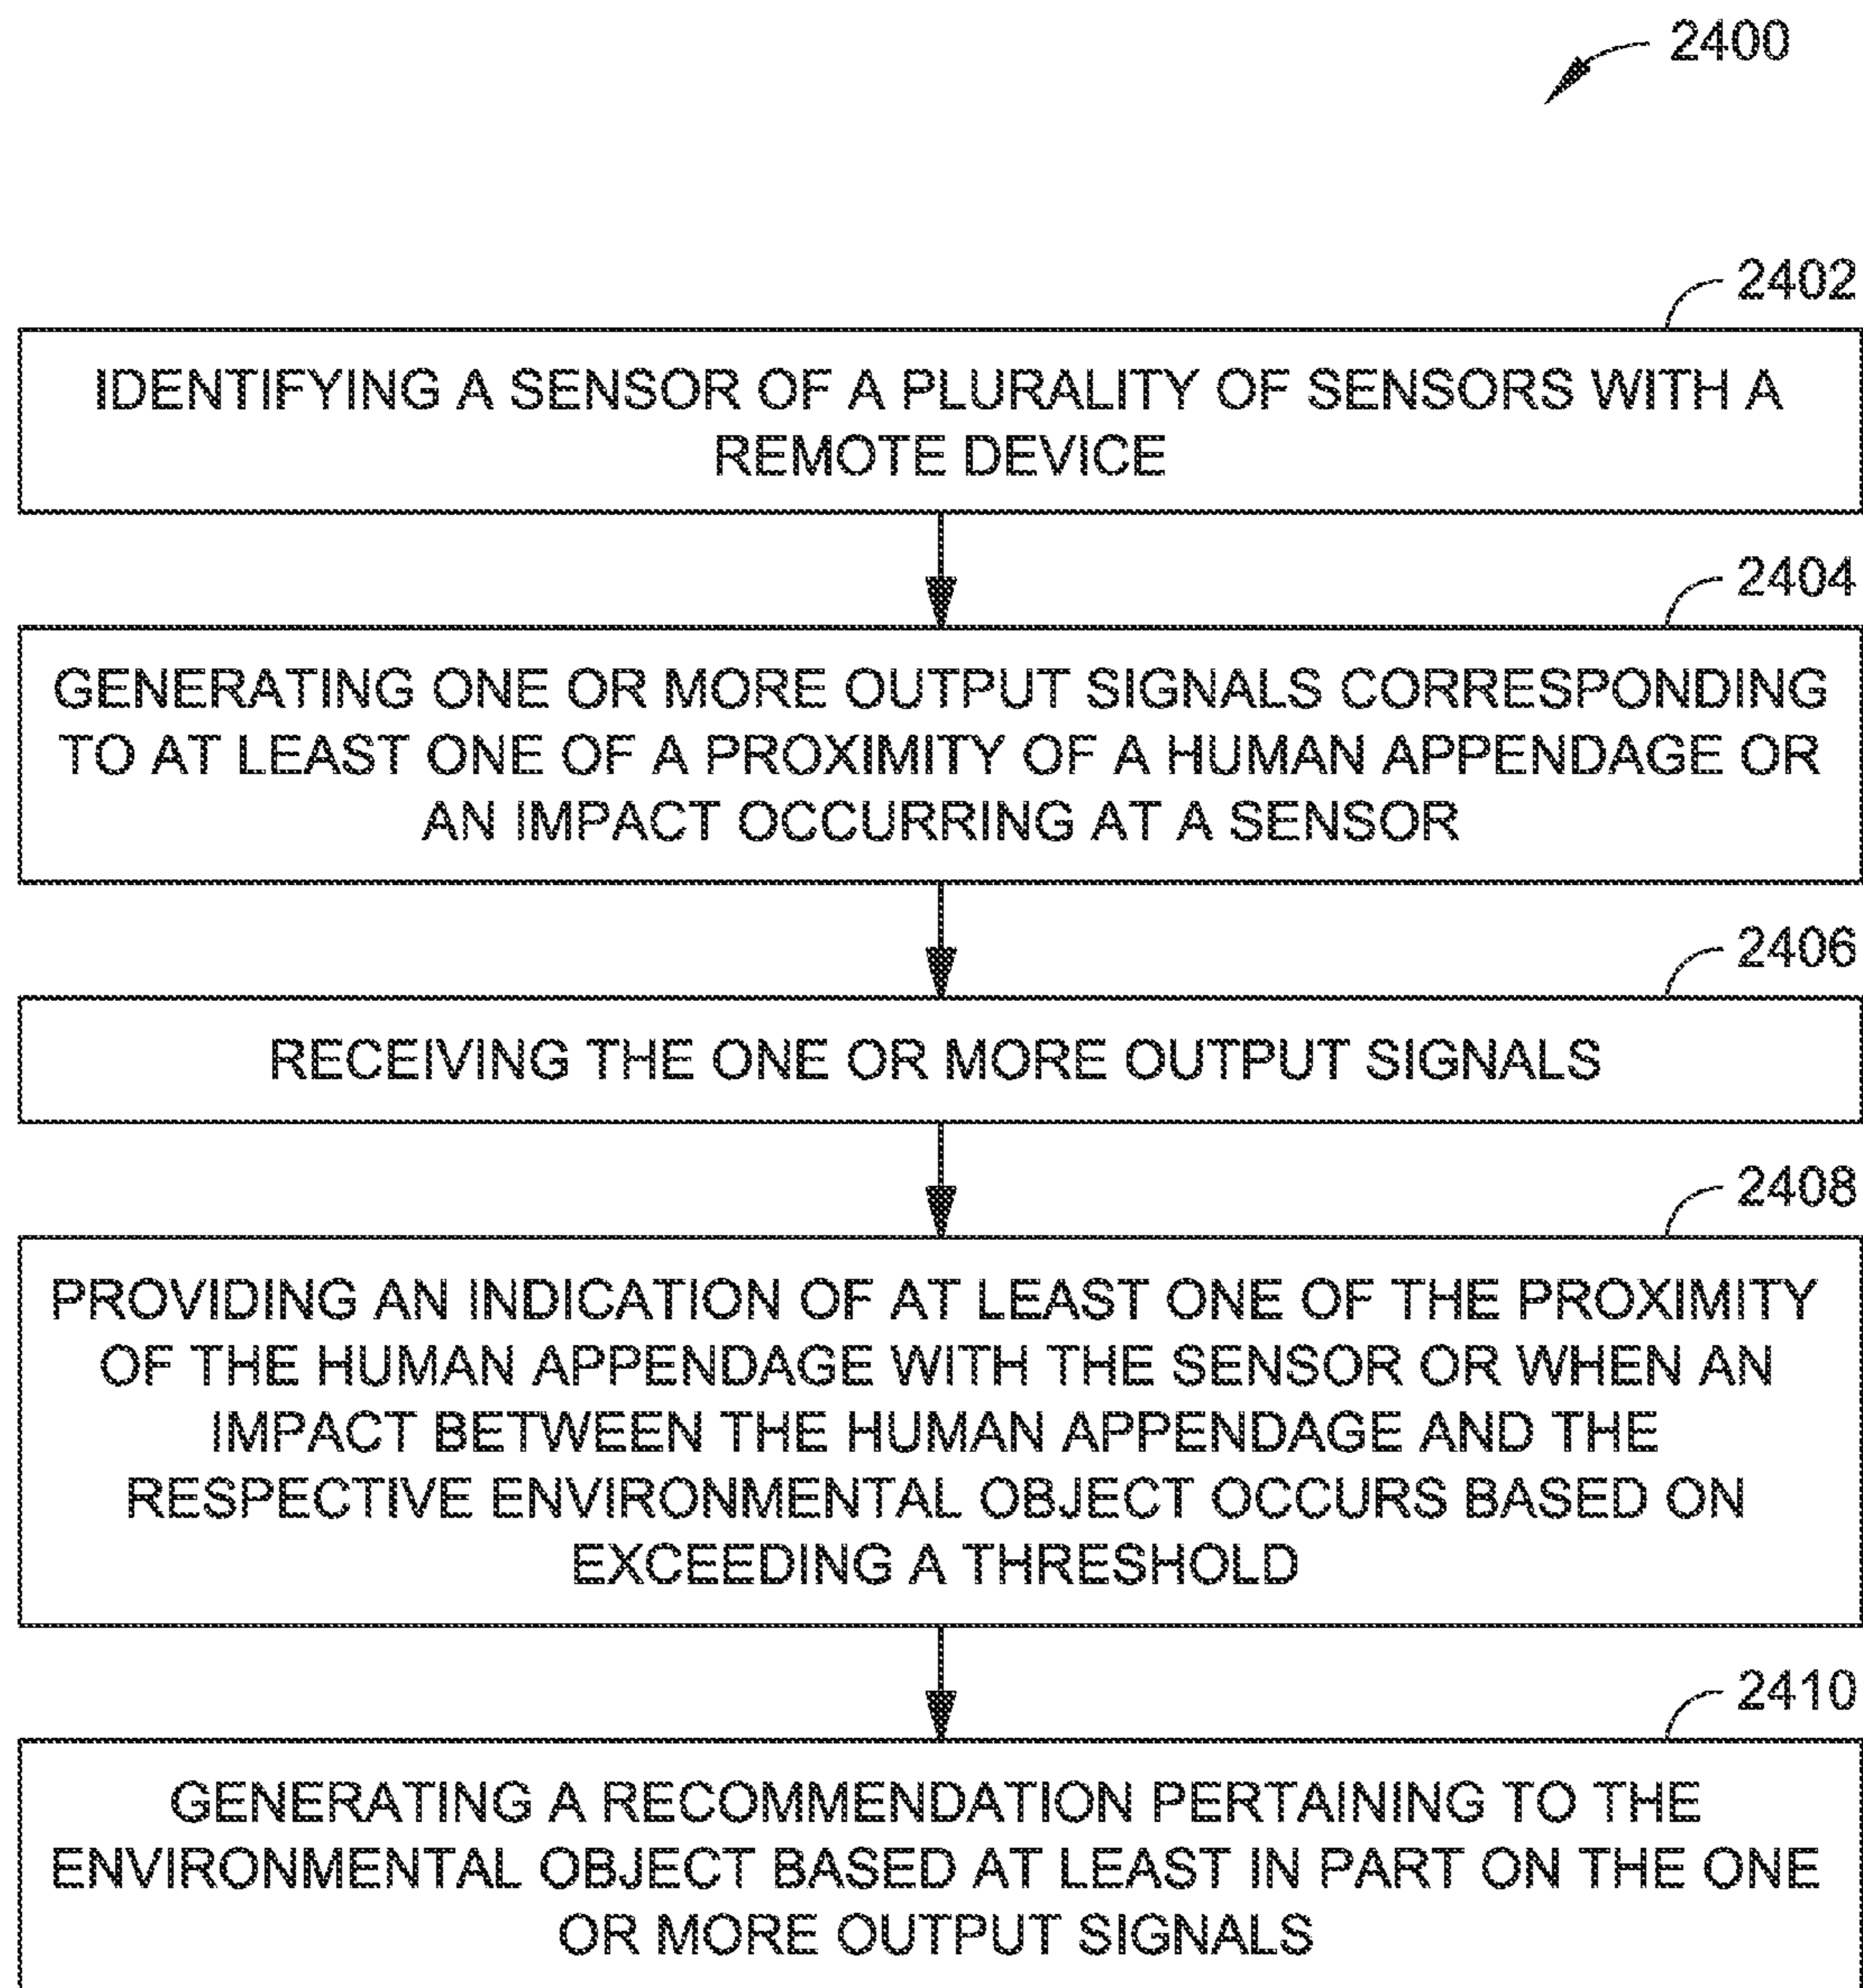 2400
2402
IDENTIFYING A SENSOR OF A PLURALITY OF SENSORS WITH A
REMOTE DEVICE
2404
GENERATING ONE OR MORE OUTPUT SIGNALS CORRESPONDING
TO AT LEAST ONE OF A PROXIMITY OF A HUMAN APPENDAGE OR
AN IMPACT OCCURRING AT A SENSOR
2406
RECEIVING THE ONE OR MORE OUTPUT SIGNALS
2408
PROVIDING AN INDICATION OF AT LEAST ONE OF THE PROXIMITY
OF THE HUMAN APPENDAGE WITH THE SENSOR OR WHEN AN
IMPACT BETWEEN THE HUMAN APPENDAGE AND THE
RESPECTIVE ENVIRONMENTAL OBJECT OCCURS BASED ON
EXCEEDING A THRESHOLD
2410
GENERATING A RECOMMENDATION PERTAINING TO THE
ENVIRONMENTAL OBJECT BASED AT LEAST IN PART ON THE ONE
OR MORE OUTPUT SIGNALS